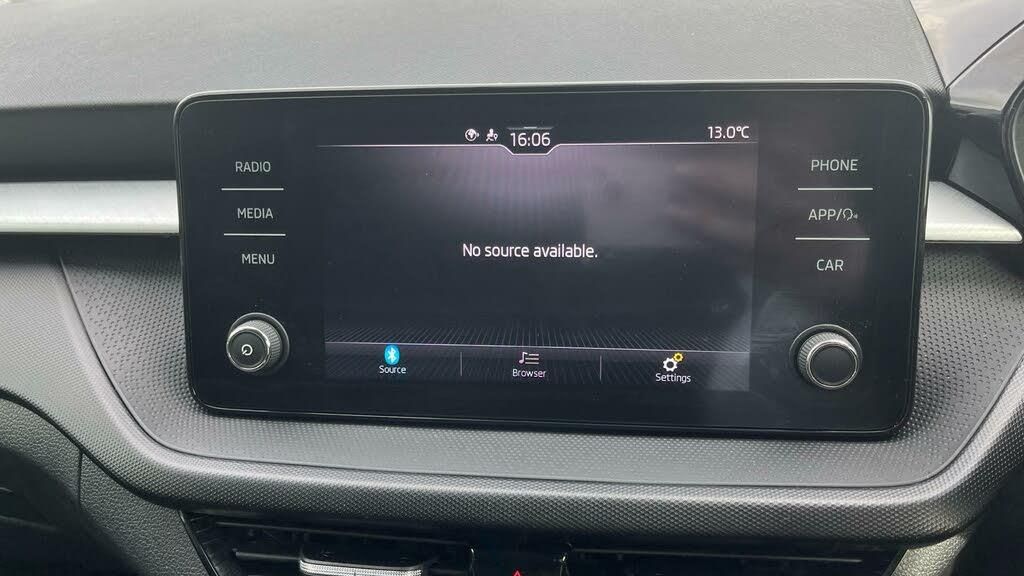 16:06
13.0°C
RADIO
MEDIA
MENU
No source available.
PHONE
APP/
CAR
Source
Browser
Settings